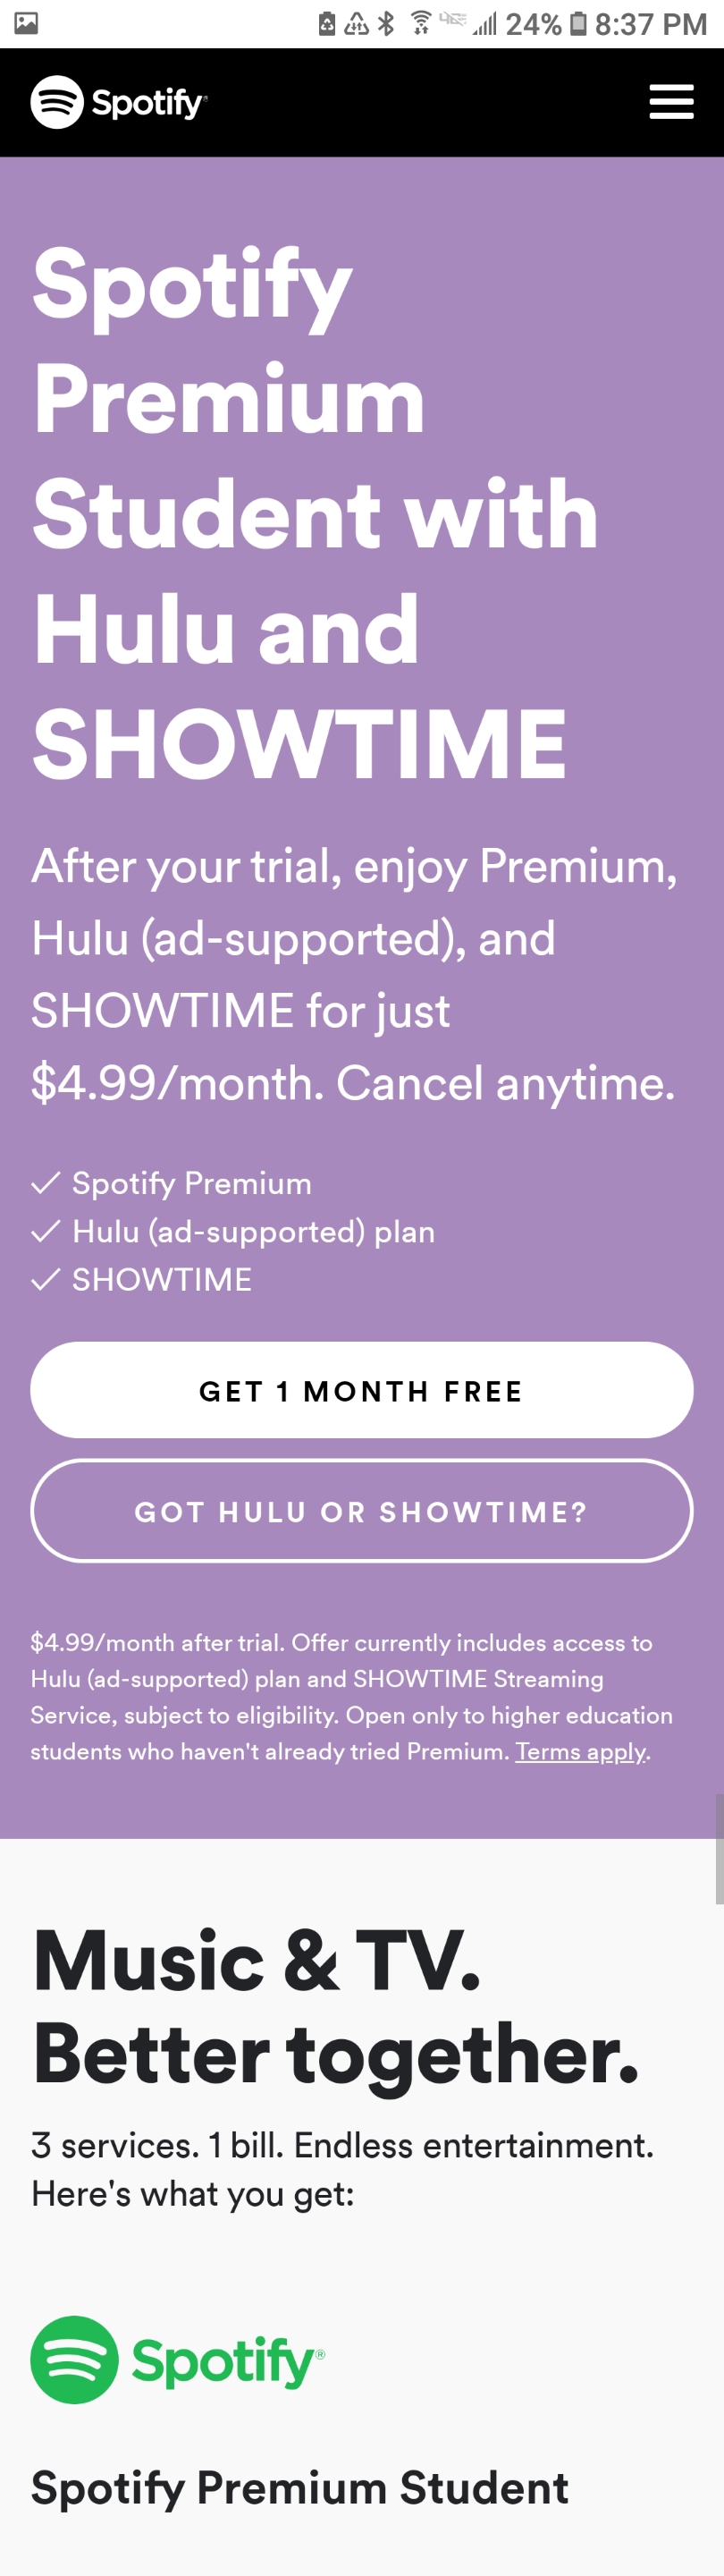 24% 8:37 PM
Spotify
Spotify
Premium
Student with
Hulu and
SHOWTIME
After your trial, enjoy Premium,
Hulu (ad-supported), and
SHOWTIME for just
$4.99/month. Cancel anytime.
✓ Spotify Premium
✓ Hulu (ad-supported) plan
✓ SHOWTIME
GET 1 MONTH FREE
GOT HULU OR SHOWTIME?
$4.99/month after trial. Offer currently includes access to
Hulu (ad-supported) plan and SHOWTIME Streaming
Service, subject to eligibility. Open only to higher education
students who haven't already tried Premium. Terms apply.
Music & TV.
Better together.
3 services. 1 bill. Endless entertainment.
Here's what you get:
Spotify®
Spotify Premium Student